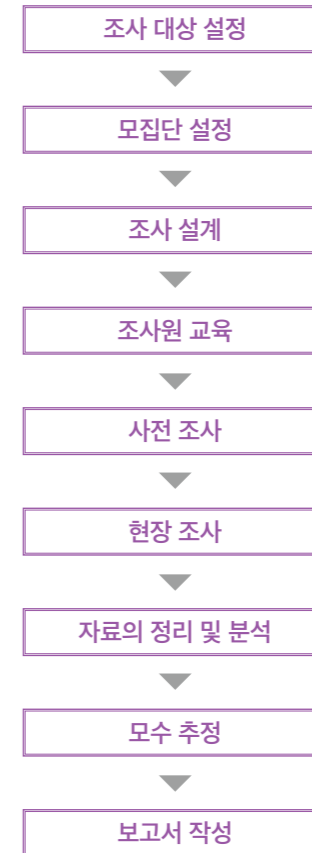 조사 대상 설정
모집단 설정
조사 설계
조사원 교육
사전 조사
현장 조사
자료의 정리 및 분석
모수 추정
보고서 작성